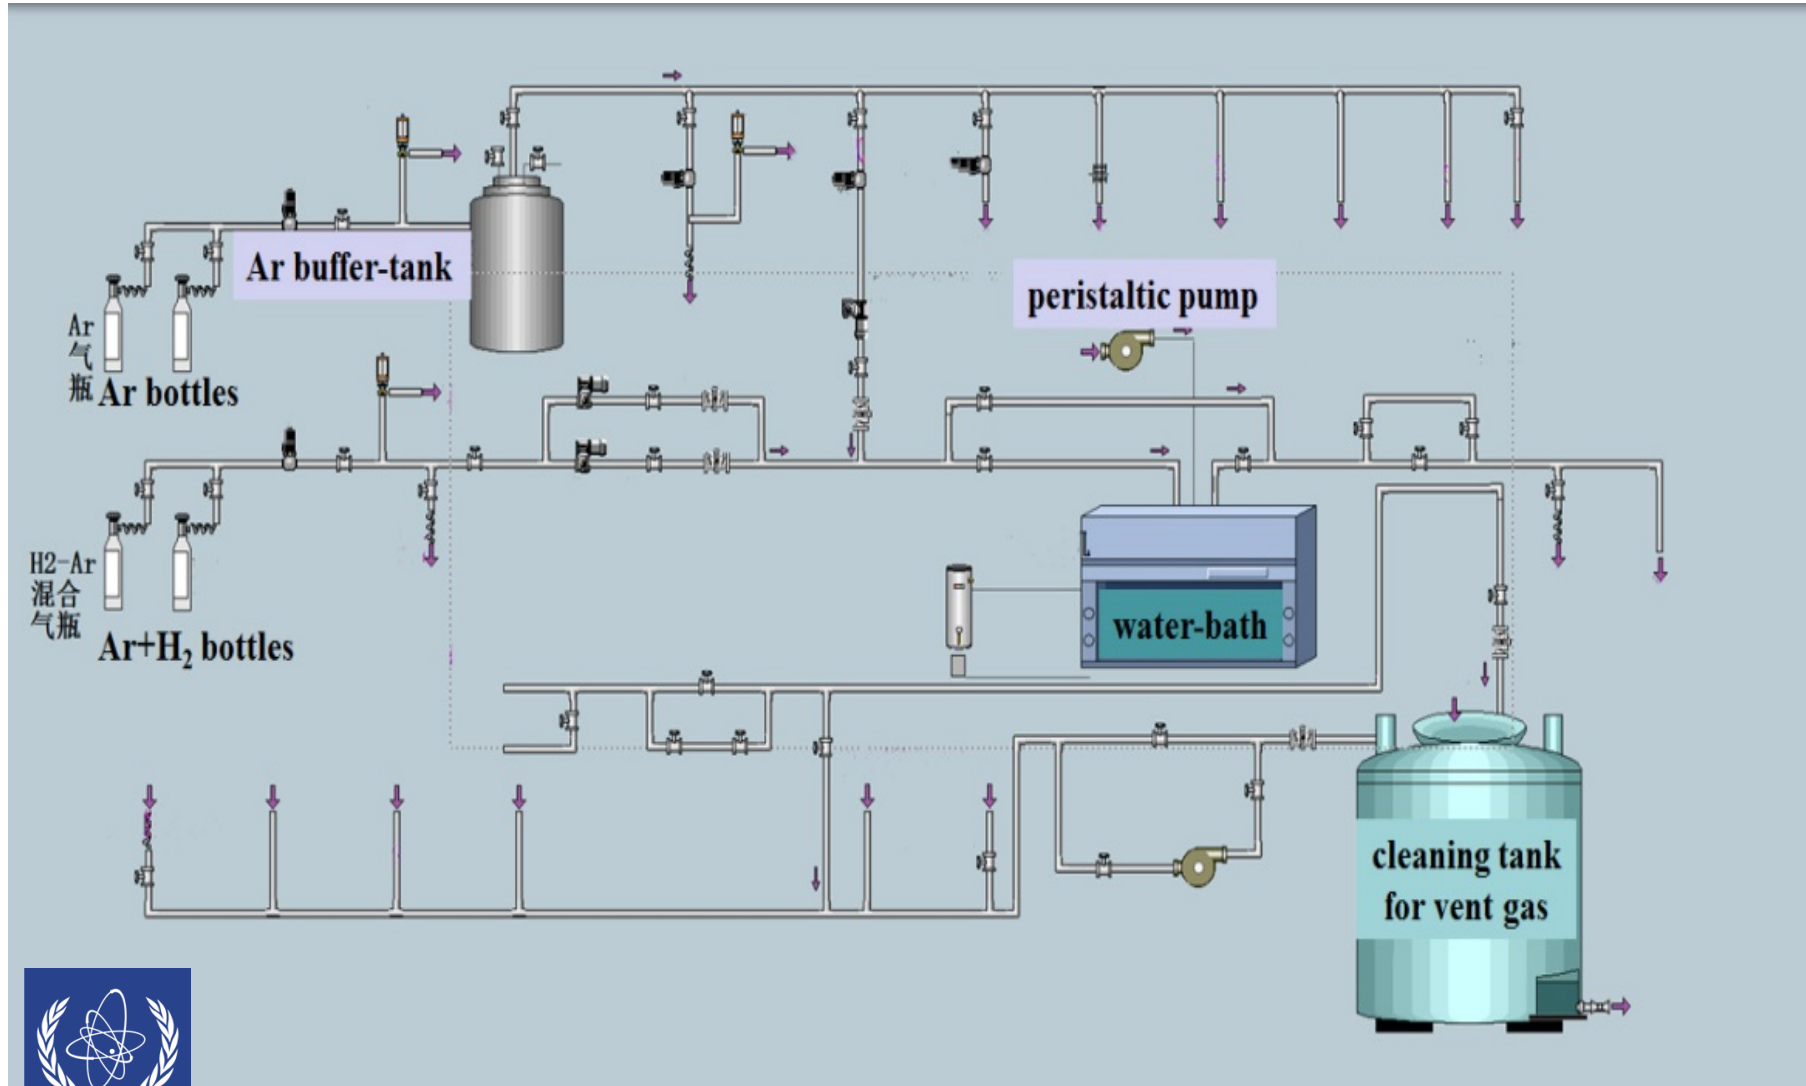 Ar buffer-tank
peristaltic pump
Ar
气
瓶
Ar bottles
H2-Ar
混合
气瓶
Ar+H₂ bottles
water-bath
cleaning tank
for vent gas